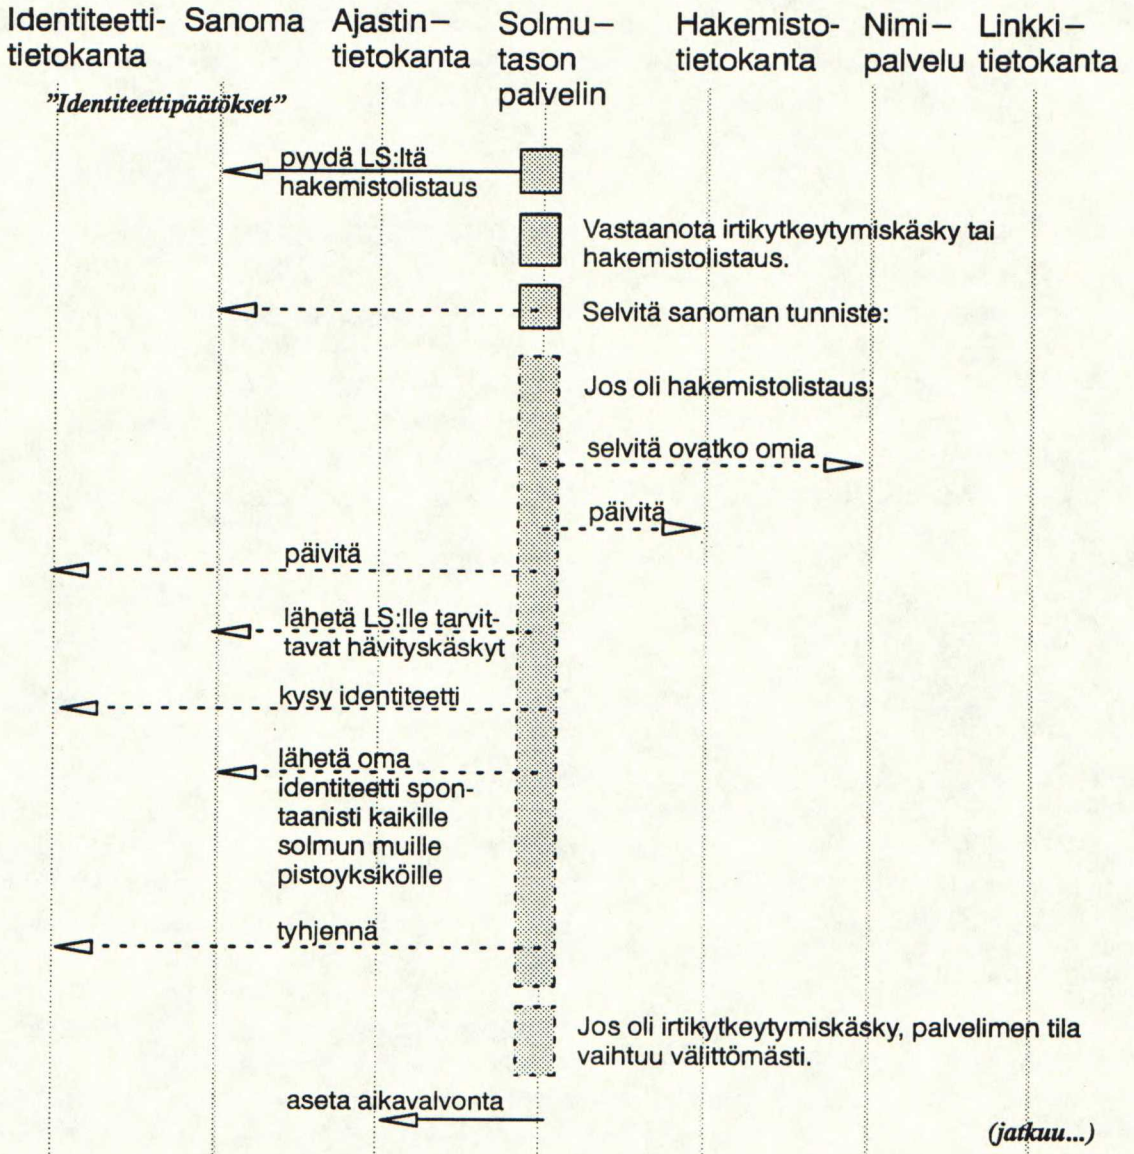 Identiteetti- Sanoma Ajastin– Solmu– Hakemisto- Nimi– Linkki–
tietokanta tietokanta tason tietokanta palvelu tietokanta
palvelin
”Identiteettipäätökset”
pyydä LS:ltä
hakemistolistaus
Vastaanota irtikytkeytymiskäsky tai
hakemistolistaus.
Selvitä sanoman tunniste:
Jos oli hakemistolistaus:
selvitä ovatko omia
päivitä
päivitä
lähetä LS:lle tarvit-
tavat hävityskäskyt
kysy identiteetti
lähetä oma
identiteetti spon-
taanisti kaikille
solmun muille
pistoyksiköille
tyhjennä
Jos oli irtikytkeytymiskäsky, palvelimen tila
vaihtuu välittömästi.
aseta aikavalvonta
(jatkuu...)